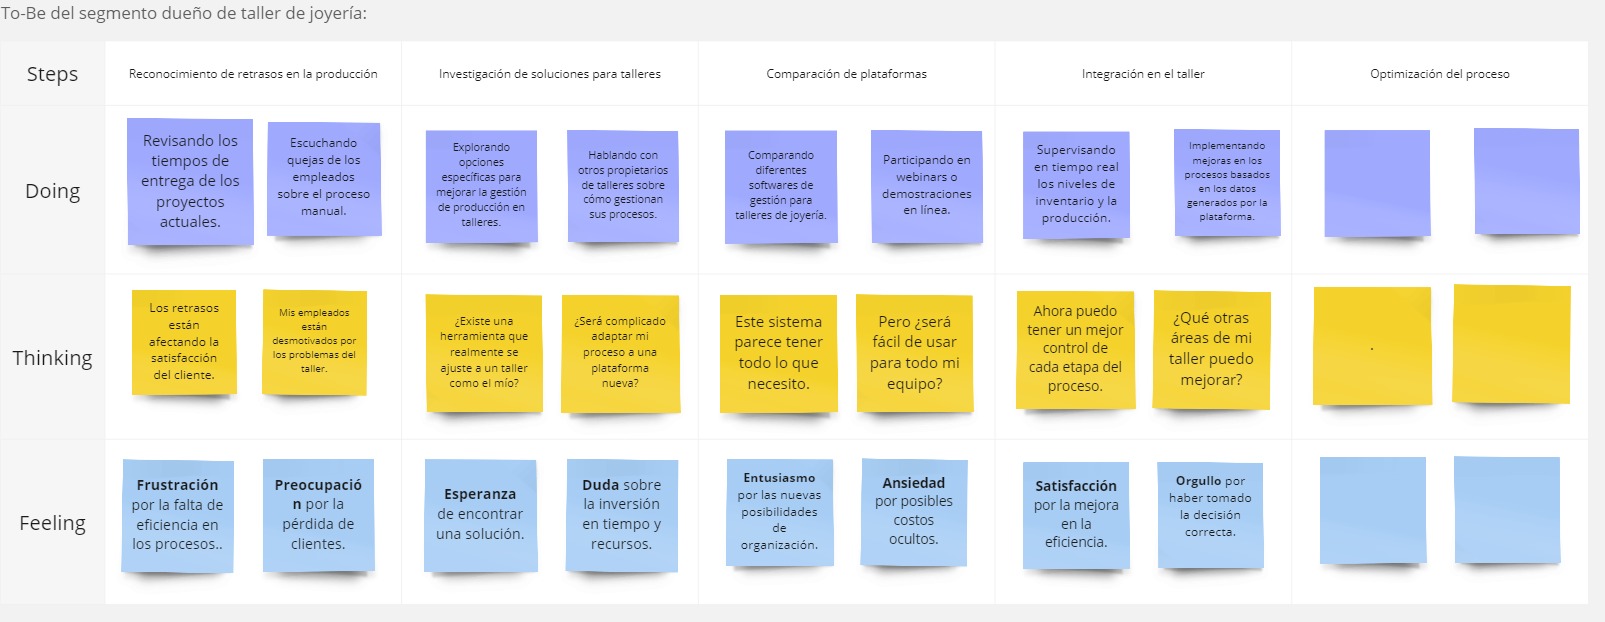 To-Be del segmento dueño de taller de joyería:
Steps
Reconocimiento de retrasos en la producción
Investigación de soluciones para talleres
Comparación de plataformas
Integración en el taller
Optimización del proceso
Doing
Revisando los
tiempos de
entrega de los
proyectos
actuales.
Escuchando
quejas de los
empleados
sobre el proceso
manual.
Explorando
opciones
específicas para
mejorar la gestión
de producción en
talleres.
Hablando con
otros propietarios
de talleres sobre
cómo gestionan
sus procesos.
Comparando
diferentes
softwares de
gestión para
talleres de joyería.
Participando en
webinars o
demostraciones
en línea.
Supervisando
en tiempo real
los niveles de
inventario y la
producción.
Implementando
mejoras en los
procesos basados
en los datos
generados por la
plataforma.
Thinking
Los retrasos
están
afectando la
satisfacción
del cliente.
Mis empleados
están
desmotivados por
los problemas del
taller.
¿Existe una
herramienta que
realmente se
ajuste a un taller
como el mío?
¿Será complicado
adaptar mi
proceso a una
plataforma
nueva?
Este sistema
parece tener
todo lo que
necesito.
Pero ¿será
fácil de usar
para todo mi
equipo?
Ahora puedo
tener un mejor
control de
cada etapa del
proceso.
¿Qué otras
áreas de mi
taller puedo
mejorar?
.
Feeling
Frustración
por la falta de
eficiencia en
los procesos..
Preocupació
n por la
pérdida de
clientes.
Esperanza
de encontrar
una solución.
Duda sobre
la inversión
en tiempo y
recursos.
Entusiasmo
por las nuevas
posibilidades
de
organización.
Ansiedad
por posibles
costos
ocultos.
Satisfacción
por la mejora
en la
eficiencia.
Orgullo por
haber tomado
la decisión
correcta.